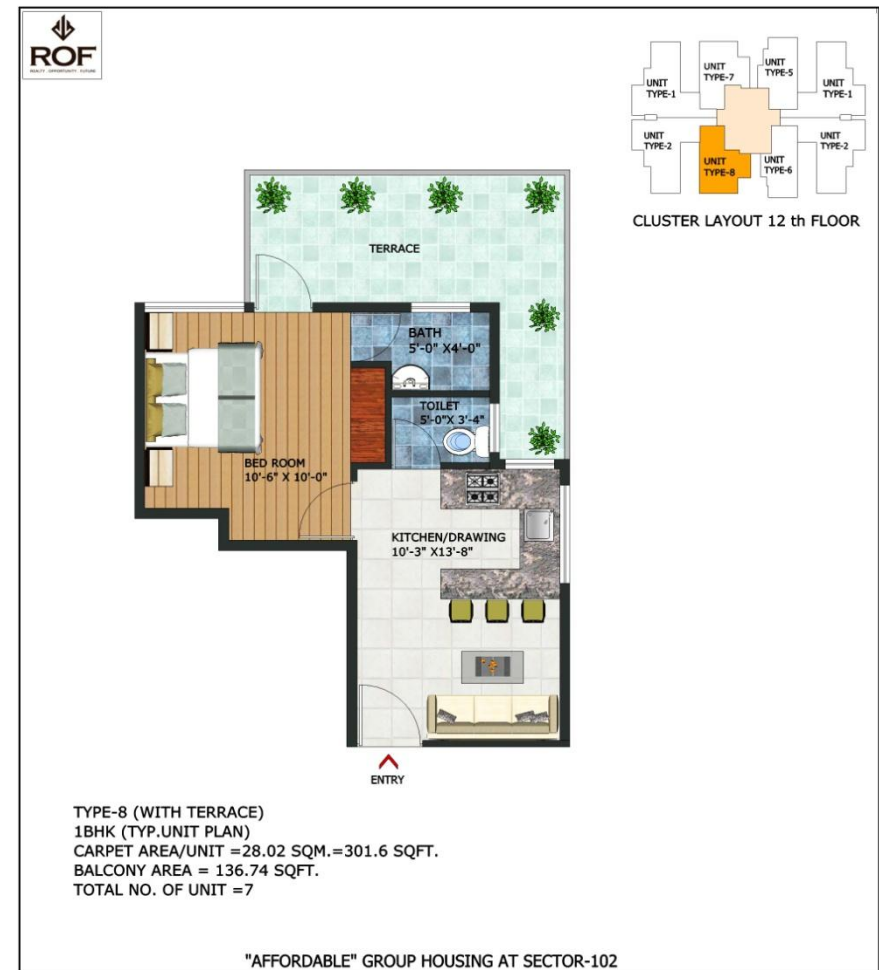 ROF
REALTY . OPPORTUNITY . FUTURE
UNIT
TYPE-1
UNIT
TYPE-7
UNIT
TYPE-5
UNIT
TYPE-1
UNIT
TYPE-2
UNIT
TYPE-8
UNIT
TYPE-6
UNIT
TYPE-2
CLUSTER LAYOUT 12 th FLOOR
TERRACE
BATH
5'-0" X4'-0"
TOILET
5'-0"X 3'-4"
BED ROOM
10'-6" X 10'-0"
KITCHEN/DRAWING
10'-3" X13'-8"
ENTRY
TYPE-8 (WITH TERRACE)
1BHK (TYP.UNIT PLAN)
CARPET AREA/UNIT =28.02 SQM.=301.6 SQFT.
BALCONY AREA = 136.74 SQFT.
TOTAL NO. OF UNIT =7
"AFFORDABLE" GROUP HOUSING AT SECTOR-102